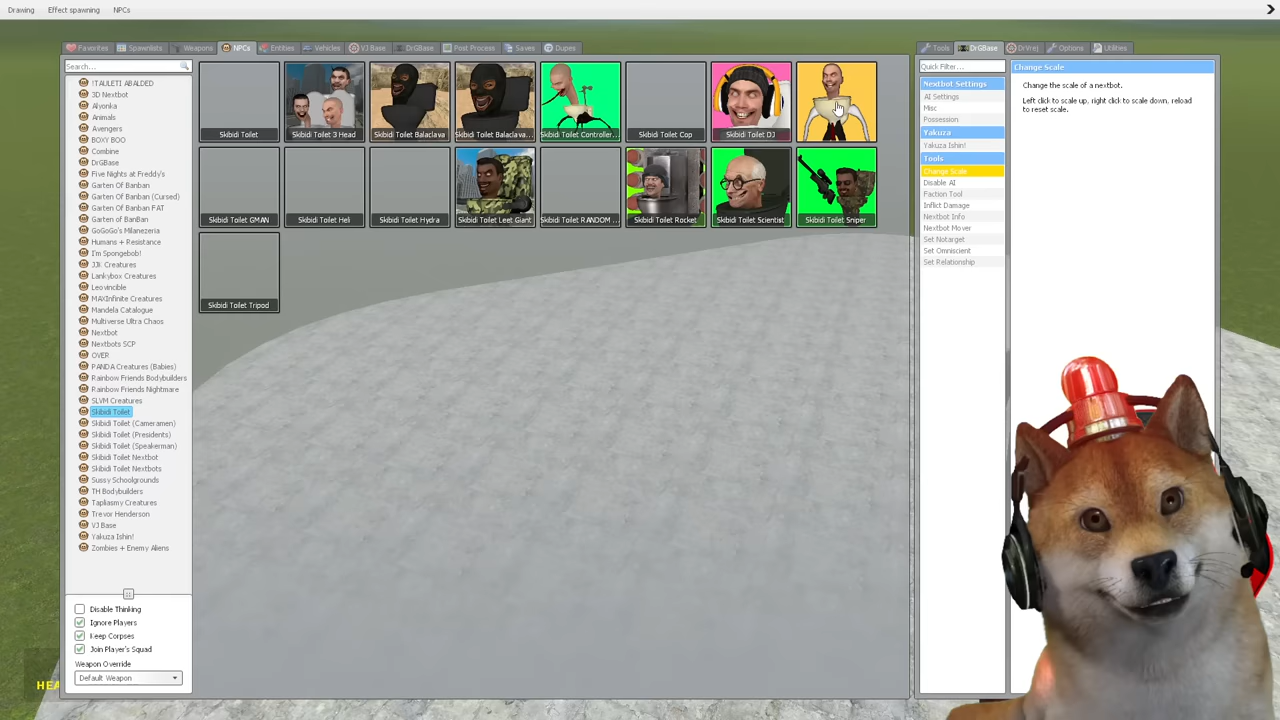 Drawing Effect spawning NPCs
Favorites Spawnlists Weapons NPCs Entities Vehicles VJ Base DrGBase Post Process Saves Dupes
Search...
!TAULETI ABALDED
3D Nextbot
Alyonka
Animals
Avengers
BOXY BOO
Combine
DrGBase
Five Nights at Freddy's
Garten Of Banban
Garten Of Banban (Cursed)
Garten Of Banban FAT
Garten of BanBan
GoGoGo's Milanezeria
Humans + Resistance
I'm Spongebob!
JJK Creatures
Lankybox Creatures
Leovincible
MAXInfinite Creatures
Mandela Catalogue
Multiverse Ultra Chaos
Nextbot
Nextbots SCP
OVER
PANDA Creatures (Babies)
Rainbow Friends Bodybuilders
Rainbow Friends Nightmare
SLVM Creatures
Skibidi Toilet
Skibidi Toilet (Cameramen)
Skibidi Toilet (Presidents)
Skibidi Toilet (Speakerman)
Skibidi Toilet Nextbot
Skibidi Toilet Nextbots
Sussy Schoolgrounds
TH Bodybuilders
Tapliasmy Creatures
Trevor Henderson
VJ Base
Yakuza Ishin!
Zombies + Enemy Aliens
Disable Thinking
Ignore Players
Keep Corpses
Join Player's Squad
Weapon Override
Default Weapon
HEA
Skibidi Toilet Skibidi Toilet 3 Head Skibidi Toilet Balaclava Skibidi Toilet Balaclava... Skibidi Toilet Controller... Skibidi Toilet Cop Skibidi Toilet DJ
Skibidi Toilet GMAN Skibidi Toilet Heli Skibidi Toilet Hydra Skibidi Toilet Leet Giant Skibidi Toilet RANDOM ... Skibidi Toilet Rocket Skibidi Toilet Scientist Skibidi Toilet Sniper
Skibidi Toilet Tripod
Tools DrGBase DrVrej Options Utilities
Quick Filter...
Nextbot Settings
AI Settings
Misc
Possession
Yakuza
Yakuza Ishin!
Tools
Change Scale
Disable AI
Faction Tool
Inflict Damage
Nextbot Info
Nextbot Mover
Set Notarget
Set Omniscient
Set Relationship
Change Scale
Change the scale of a nextbot.
Left click to scale up, right click to scale down, reload
to reset scale.